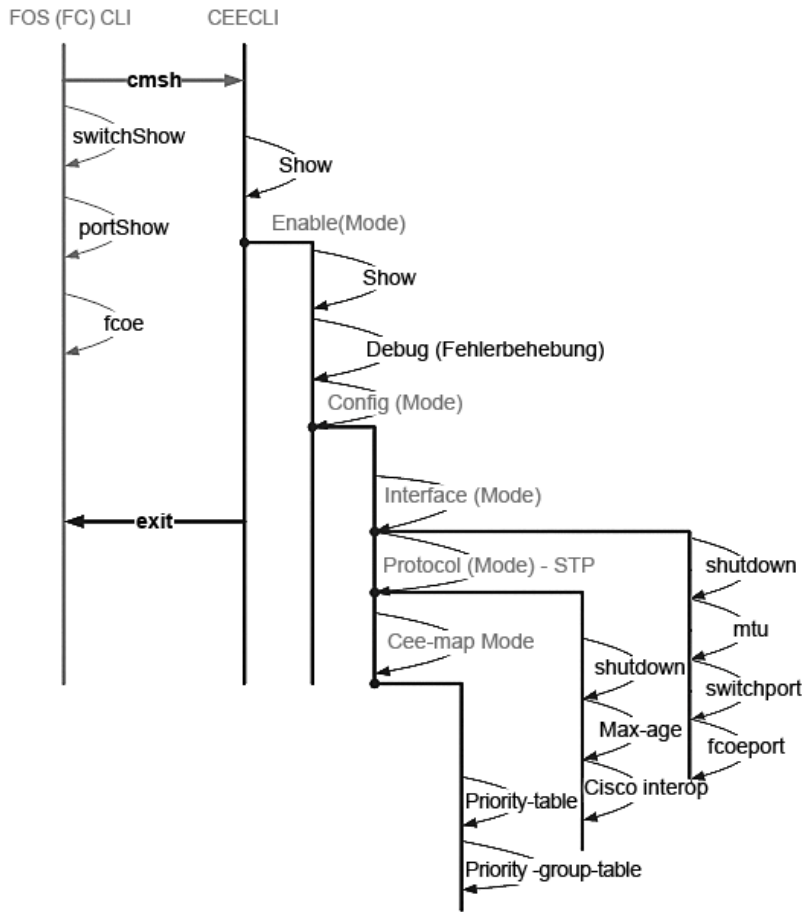 FOS (FC) CLI
CEECLI
cmsh
switchShow
Show
portShow
Enable(Mode)
Show
fcoe
Debug (Fehlerbehebung)
Config (Mode)
Interface (Mode)
exit
Protocol (Mode) - STP
shutdown
mtu
Cee-map Mode
shutdown
switchport
Max-age
fcoeport
Cisco interop
Priority-table
Priority -group-table